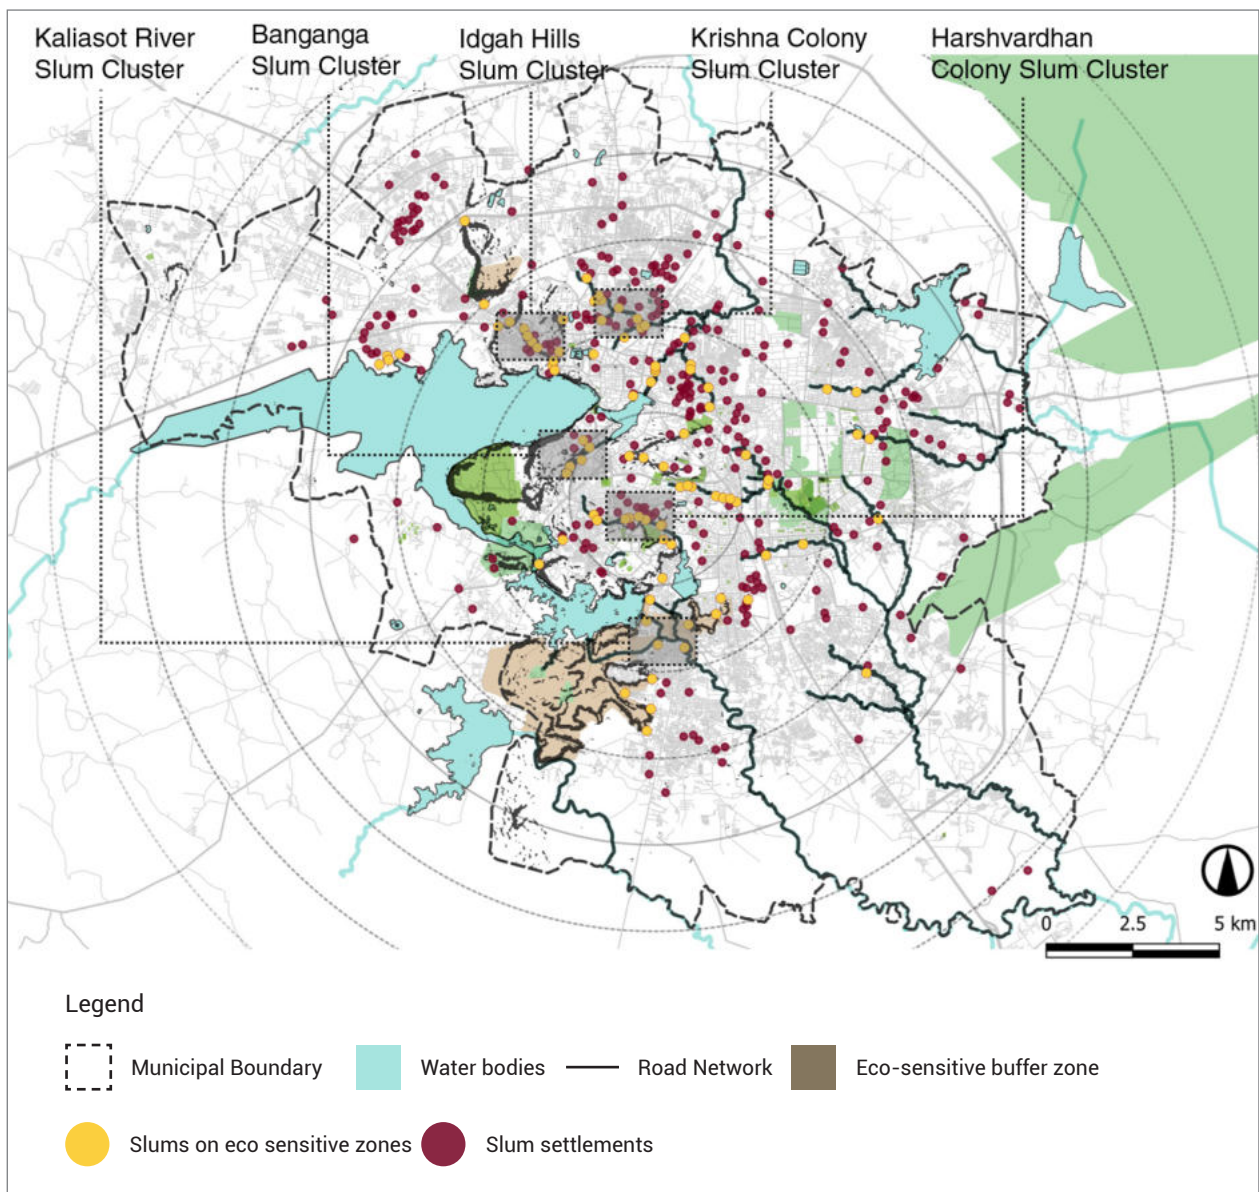 Kaliasot River
Slum Cluster
Banganga
Slum Cluster
Idgah Hills
Slum Cluster
Krishna Colony
Slum Cluster
Harshvardhan
Colony Slum Cluster
0 2.5 5 km
Legend
Municipal Boundary
Water bodies
Road Network
Eco-sensitive buffer zone
Slums on eco sensitive zones
Slum settlements